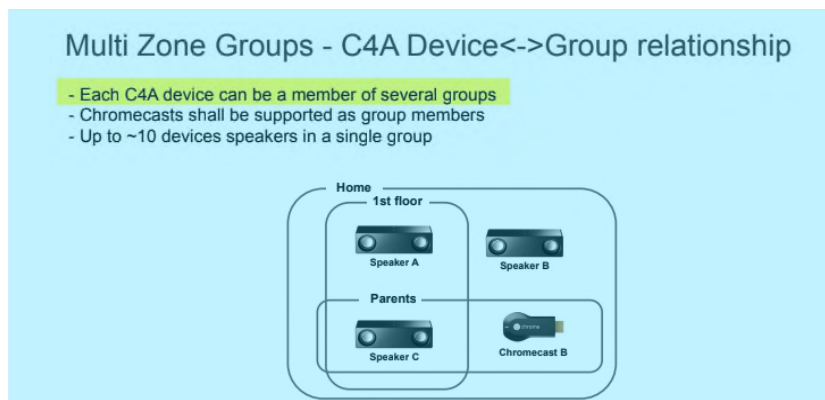 Multi Zone Groups - C4A Device<->Group relationship
- Each C4A device can be a member of several groups
- Chromecasts shall be supported as group members
- Up to ~10 devices speakers in a single group
Home
1st floor
Speaker A
Speaker B
Parents
chrome
Speaker C
Chromecast B